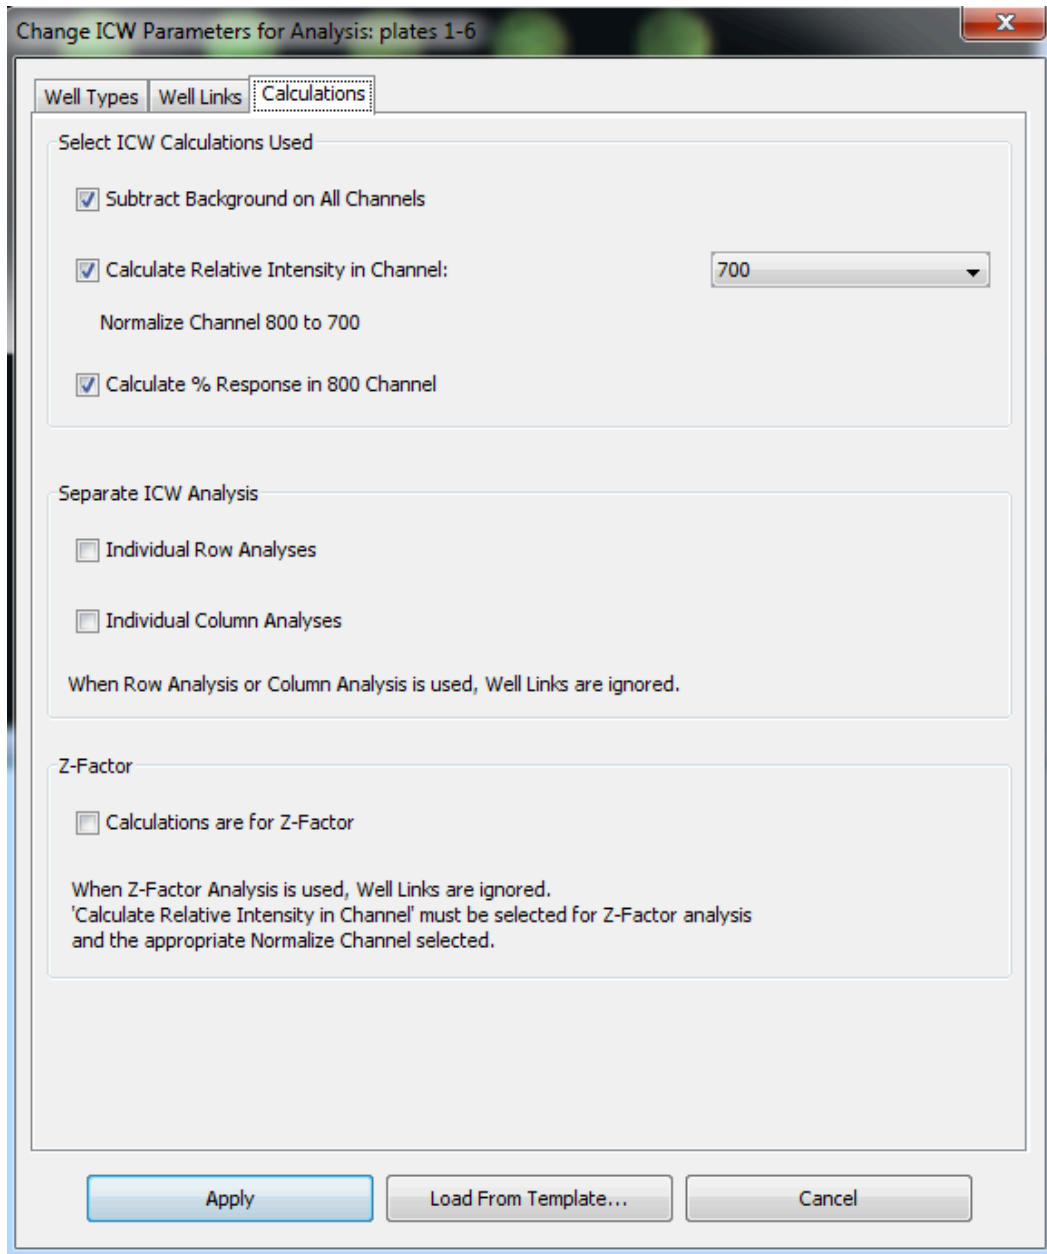 Change ICW Parameters for Analysis: plates 1-6
X
Well Types Well Links Calculations
Select ICW Calculations Used
Subtract Background on All Channels
Calculate Relative Intensity in Channel: 700
Normalize Channel 800 to 700
Calculate % Response in 800 Channel
Separate ICW Analysis
Individual Row Analyses
Individual Column Analyses
When Row Analysis or Column Analysis is used, Well Links are ignored.
Z-Factor
Calculations are for Z-Factor
When Z-Factor Analysis is used, Well Links are ignored.
'Calculate Relative Intensity in Channel' must be selected for Z-Factor analysis
and the appropriate Normalize Channel selected.
Apply Load From Template... Cancel